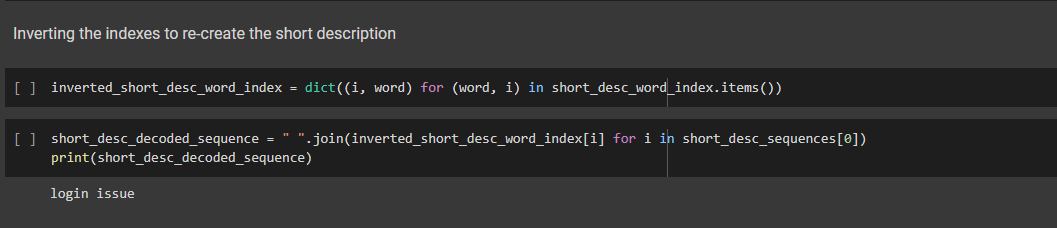 Inverting the indexes to re-create the short description
[ ] inverted_short_desc_word_index = dict((i, word) for (word, i) in short_desc_word_index.items())
[ ] short_desc_decoded_sequence = " ".join(inverted_short_desc_word_index[i] for i in short_desc_sequences[0])
print(short_desc_decoded_sequence)
login issue